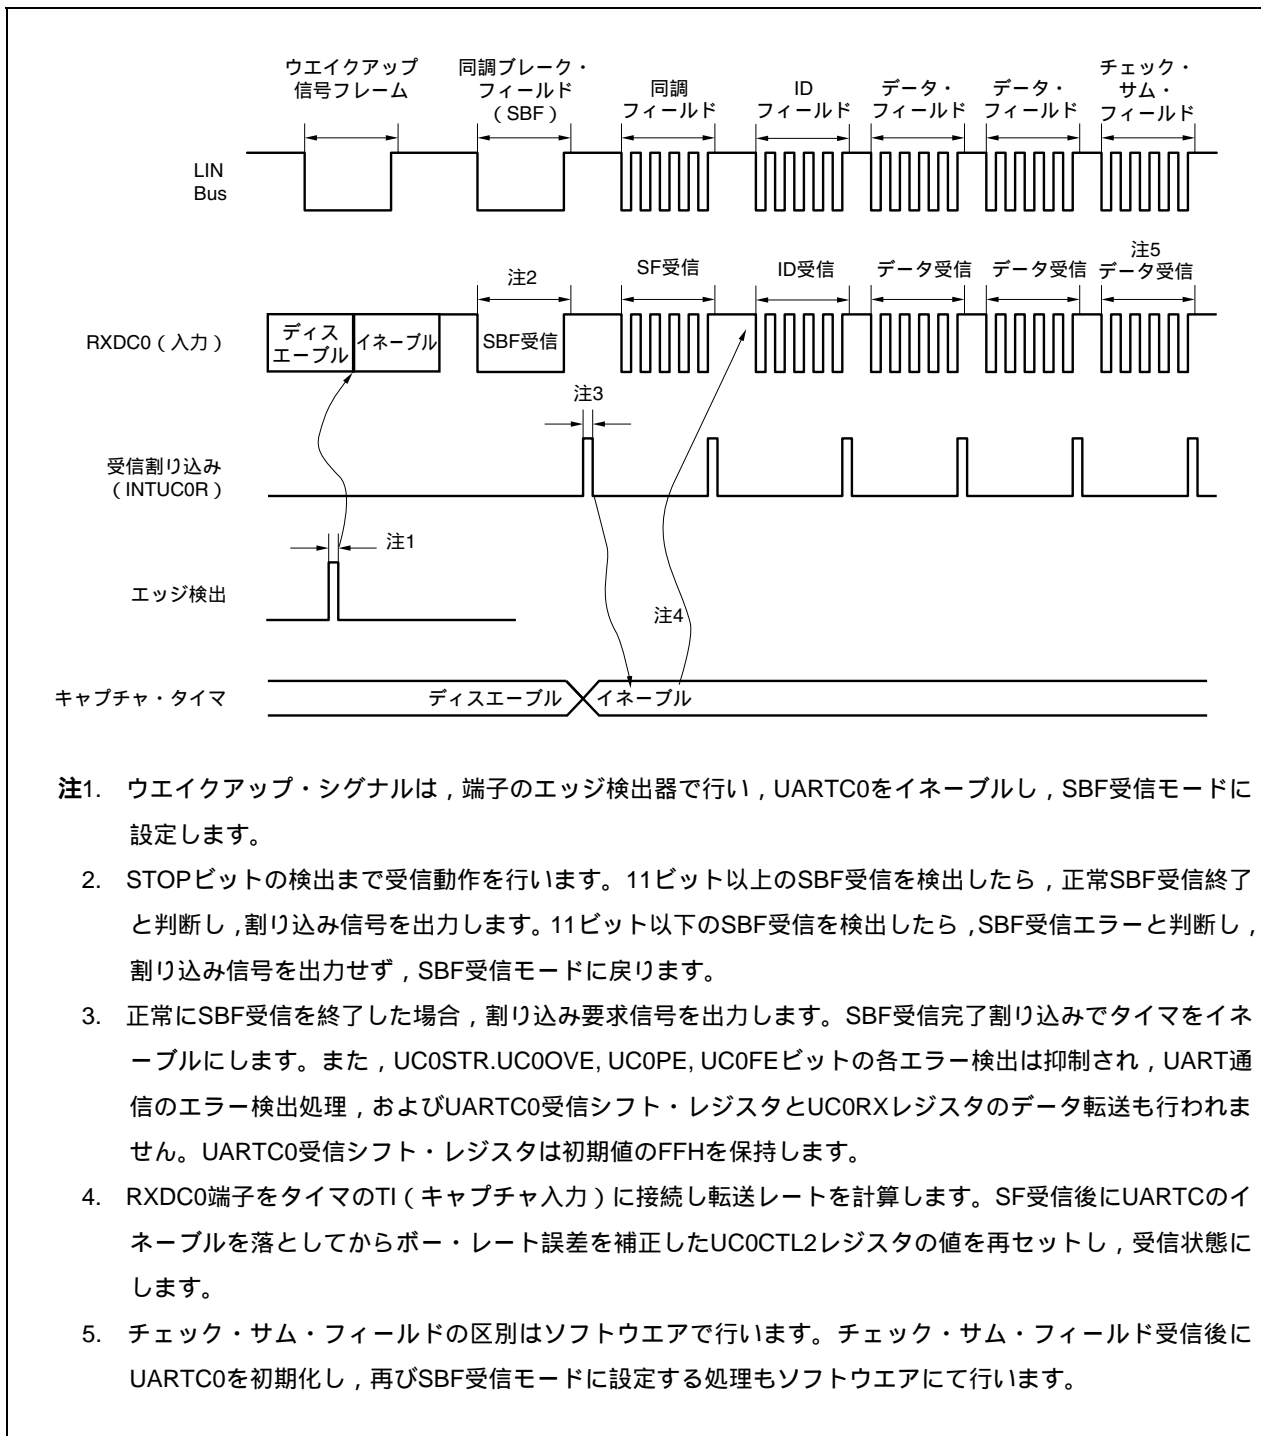 ウエイクアップ
信号フレーム
同調ブレーク・
フィールド
（SBF）
同調
フィールド
ID
フィールド
データ・
フィールド
データ・
フィールド
チェック・
サム・
フィールド
LIN
Bus
注2
SF受信
ID受信
データ受信
データ受信
注5
データ受信
RXDC0（入力）
ディス
エーブル
イネーブル
SBF受信
注3
受信割り込み
（INTUC0R）
注1
エッジ検出
注4
キャプチャ・タイマ
ディスエーブル
イネーブル
注1. ウエイクアップ・シグナルは，端子のエッジ検出器で行い，UARTC0をイネーブルし，SBF受信モードに
設定します。
2. STOPビットの検出まで受信動作を行います。11ビット以上のSBF受信を検出したら，正常SBF受信終了
と判断し，割り込み信号を出力します。11ビット以下のSBF受信を検出したら，SBF受信エラーと判断し，
割り込み信号を出力せず，SBF受信モードに戻ります。
3. 正常にSBF受信を終了した場合，割り込み要求信号を出力します。SBF受信完了割り込みでタイマをイネ
ーブルにします。また，UC0STR.UC0OVE, UC0PE, UC0FEビットの各エラー検出は抑制され，UART通
信のエラー検出処理，およびUARTC0受信シフト・レジスタとUC0RXレジスタのデータ転送も行われま
せん。UARTC0受信シフト・レジスタは初期値のFFHを保持します。
4. RXDC0端子をタイマのTI（キャプチャ入力）に接続し転送レートを計算します。SF受信後にUARTCのイ
ネーブルを落としてからボー・レート誤差を補正したUC0CTL2レジスタの値を再セットし，受信状態に
します。
5. チェック・サム・フィールドの区別はソフトウエアで行います。チェック・サム・フィールド受信後に
UARTC0を初期化し，再びSBF受信モードに設定する処理もソフトウエアにて行います。